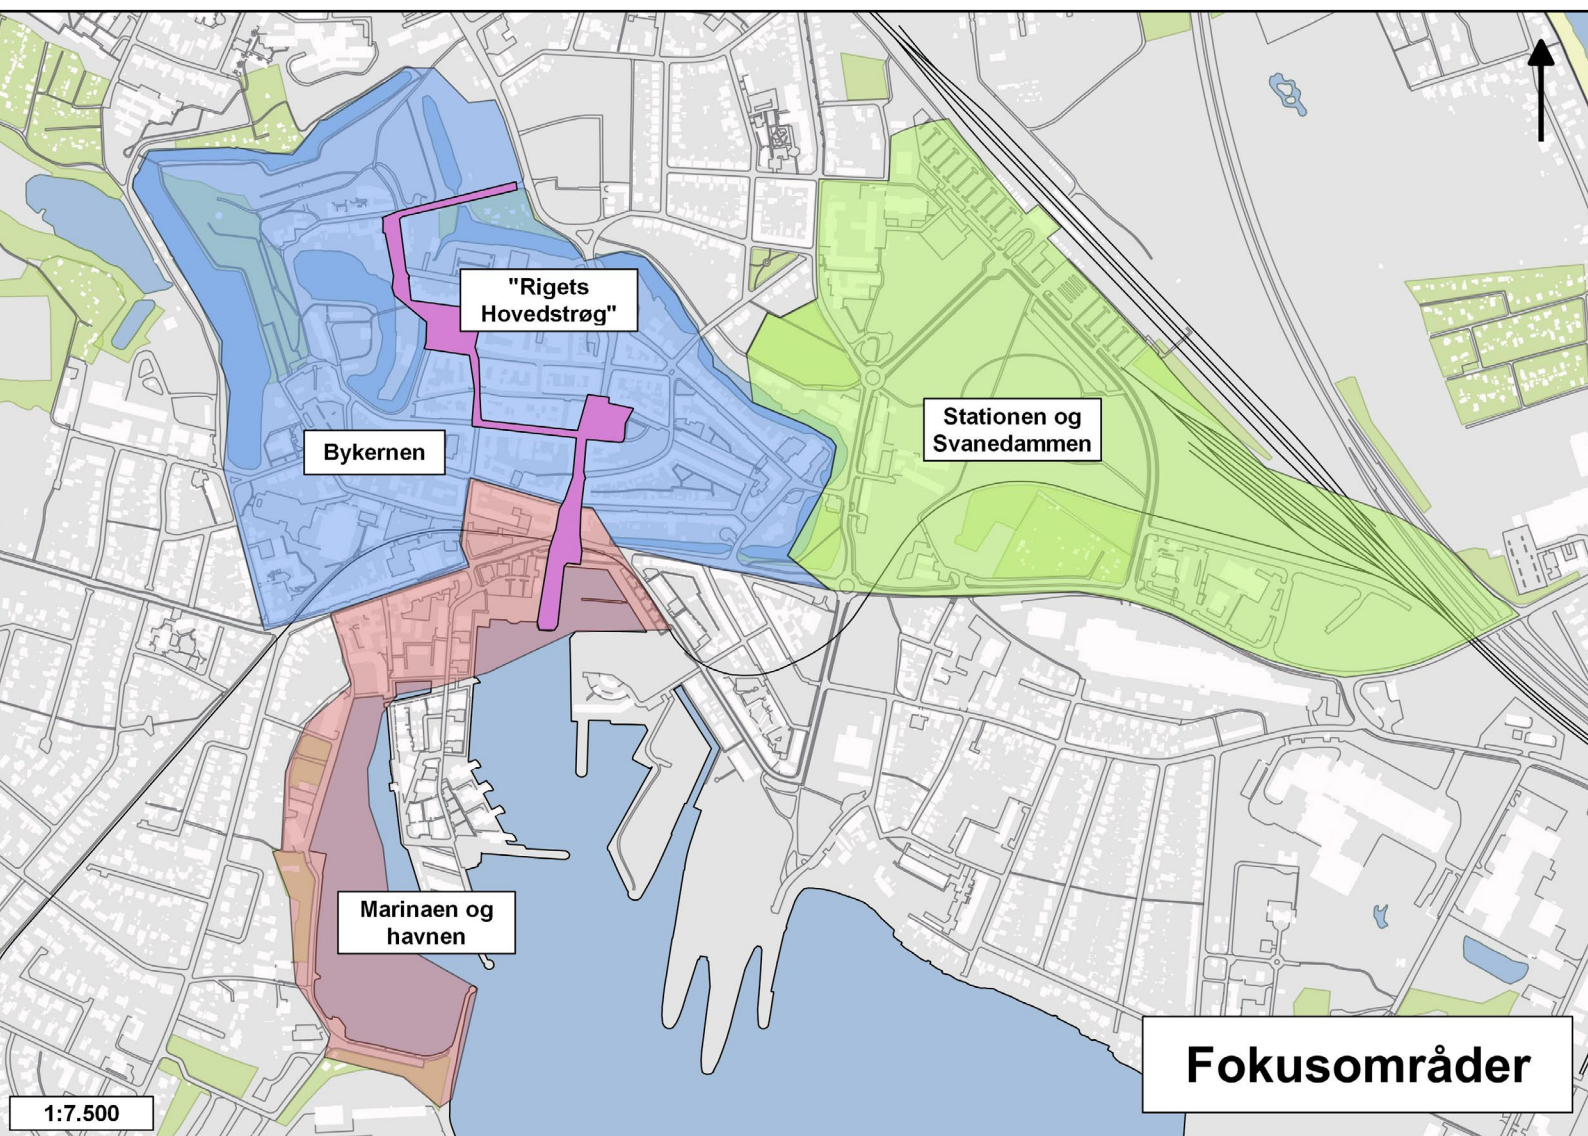 "Rigets
Hovedstrøg"
Stationen og
Svanedammen
Bykernen
Marinaen og
havnen
Fokusområder
1:7.500